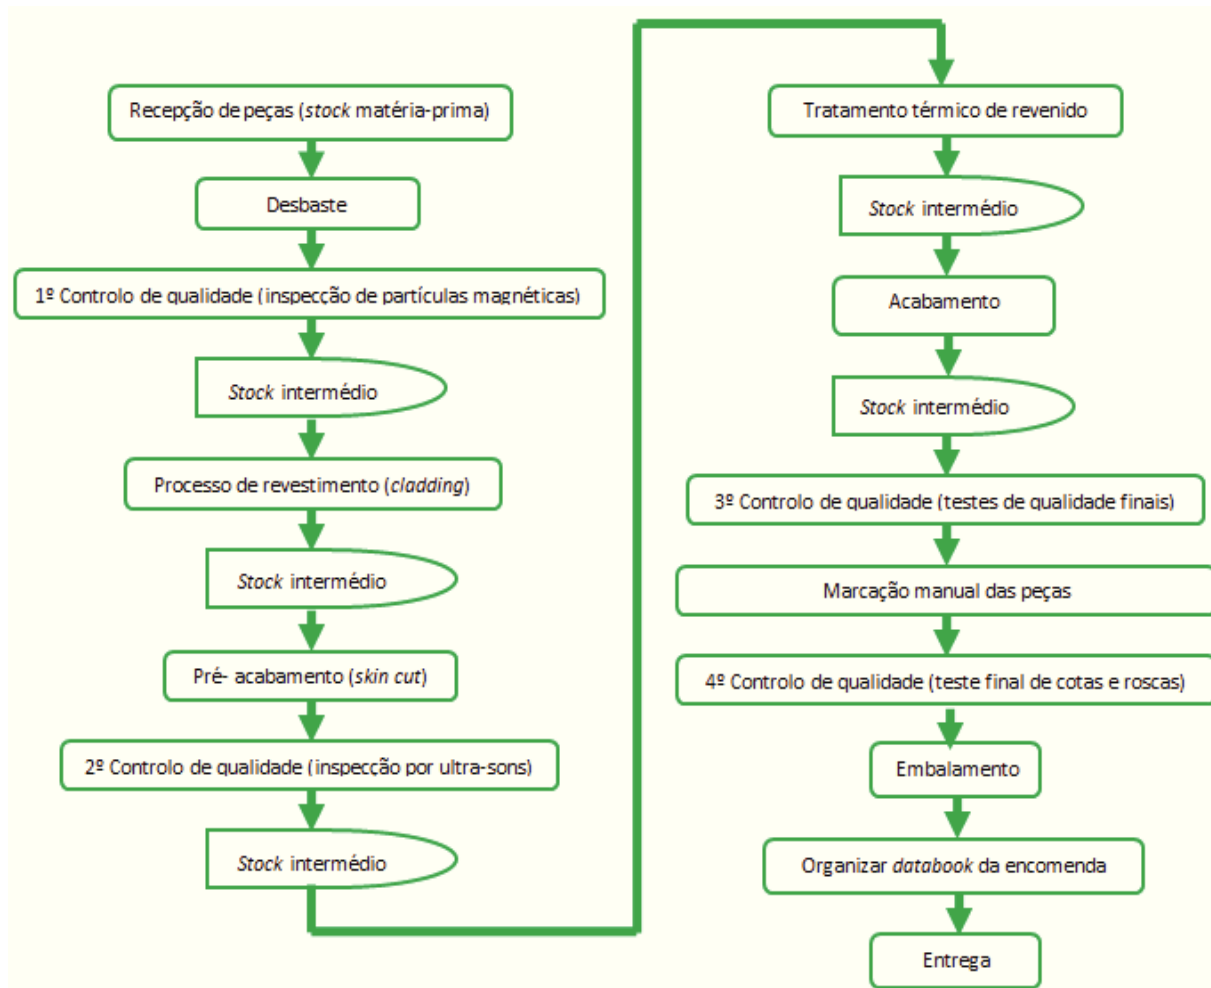 Recepção de peças (stock matéria-prima)
Desbaste
1º Controlo de qualidade (inspecção de partículas magnéticas)
Stock intermédio
Processo de revestimento (cladding)
Stock intermédio
Pré- acabamento (skin cut)
2º Controlo de qualidade (inspecção por ultra-sons)
Stock intermédio
Tratamento térmico de revenido
Stock intermédio
Acabamento
Stock intermédio
3º Controlo de qualidade (testes de qualidade finais)
Marcação manual das peças
4º Controlo de qualidade (teste final de cotas e roscas)
Embalamento
Organizar databook da encomenda
Entrega